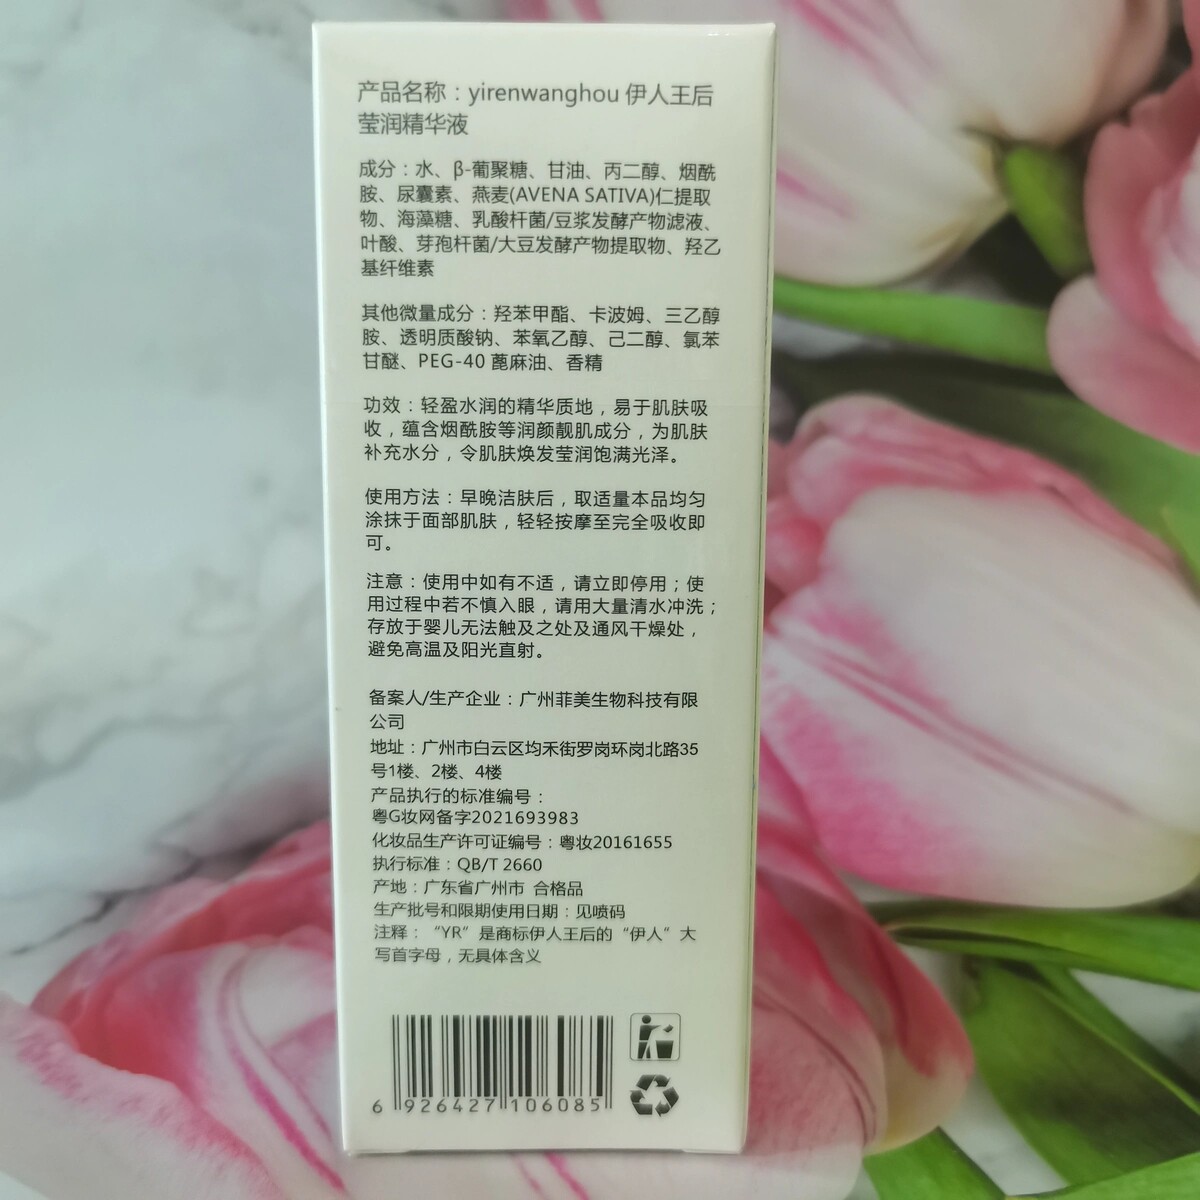 产品名称：yirenwanghou 伊人王后
莹润精华液
成分：水、β-葡聚糖、甘油、丙二醇、烟酰
胺、尿囊素、燕麦(AVENA SATIVA)仁提取
物、海藻糖、乳酸杆菌/豆浆发酵产物滤液、
叶酸、芽孢杆菌/大豆发酵产物提取物、羟乙
基纤维素
其他微量成分：羟苯甲酯、卡波姆、三乙醇
胺、透明质酸钠、苯氧乙醇、己二醇、氯苯
甘醚、PEG-40 蓖麻油、香精
功效：轻盈水润的精华质地，易于肌肤吸
收，蕴含烟酰胺等润颜靓肌成分，为肌肤
补充水分，令肌肤焕发莹润饱满光泽。
使用方法：早晚洁肤后，取适量本品均匀
涂抹于面部肌肤，轻轻按摩至完全吸收即
可。
注意：使用中如有不适，请立即停用；使
用过程中若不慎入眼，请用大量清水冲洗；
存放于婴儿无法触及之处及通风干燥处，
避免高温及阳光直射。
备案人/生产企业：广州菲美生物科技有限
公司
地址：广州市白云区均禾街罗岗环岗北路35
号1楼、2楼、4楼
产品执行的标准编号：
粤G妆网备字2021693983
化妆品生产许可证编号：粤妆20161655
执行标准：QB/T 2660
产地：广东省广州市 合格品
生产批号和限期使用日期：见喷码
注释：“YR”是商标伊人王后的“伊人”大
写首字母，无具体含义
6 926427 106085